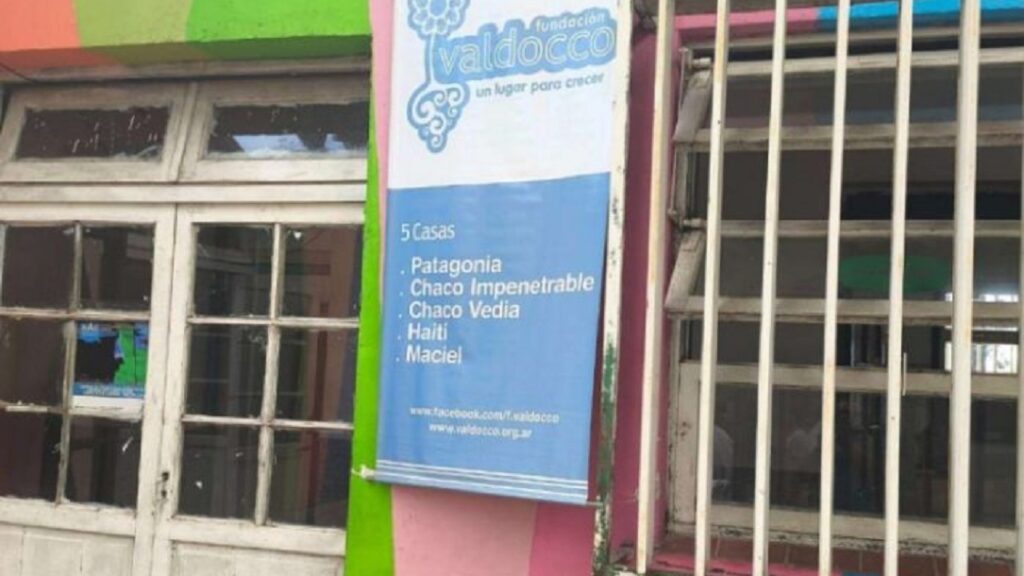 fundación
valdocco
un lugar para crecer
5 Casas
. Patagonia
. Chaco Impenetrable
. Chaco Vedia
. Haiti
. Maciel
www.facebook.com/f.valdocco
www.valdocco.org.ar